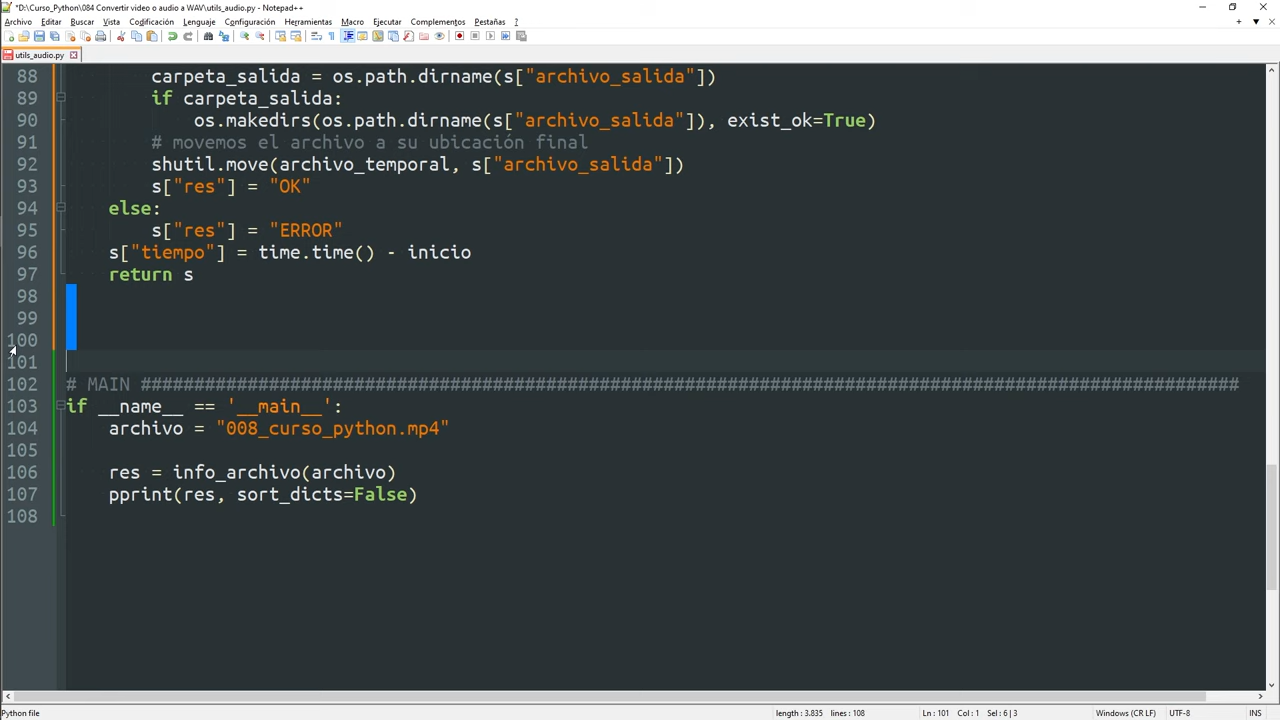 *D:\Curso_Python\084 Convertir video o audio a WAV\utils_audio.py - Notepad++
Archivo Editar Buscar Vista Codificación Lenguaje Configuración Herramientas Macro Ejecutar Complementos Pestañas ?
utils_audio.py
88 carpeta_salida = os.path.dirname(s["archivo_salida"])
89 if carpeta_salida:
90 os.makedirs(os.path.dirname(s["archivo_salida"]), exist_ok=True)
91 # movemos el archivo a su ubicación final
92 shutil.move(archivo_temporal, s["archivo_salida"])
93 s["res"] = "OK"
94 else:
95 s["res"] = "ERROR"
96 s["tiempo"] = time.time() - inicio
97 return s
98
99
100
101
102 # MAIN #######################################################################################################
103 if __name__ == '__main__':
104 archivo = "008_curso_python.mp4"
105
106 res = info_archivo(archivo)
107 pprint(res, sort_dicts=False)
108
Python file length : 3.835 lines : 108 Ln : 101 Col : 1 Sel : 6 | 3 Windows (CR LF) UTF-8 INS